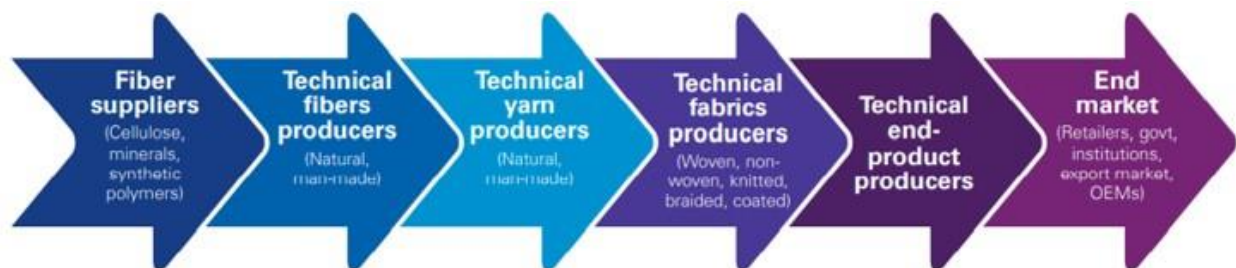 Fiber
suppliers
(Cellulose,
minerals,
synthetic
polymers)
Technical
fibers
producers
(Natural,
man-made)
Technical
yarn
producers
(Natural,
man-made)
Technical
fabrics
producers
(Woven, non-
woven, knitted,
braided, coated)
Technical
end-
product
producers
End
market
(Retailers, govt,
institutions,
export market,
OEMs)